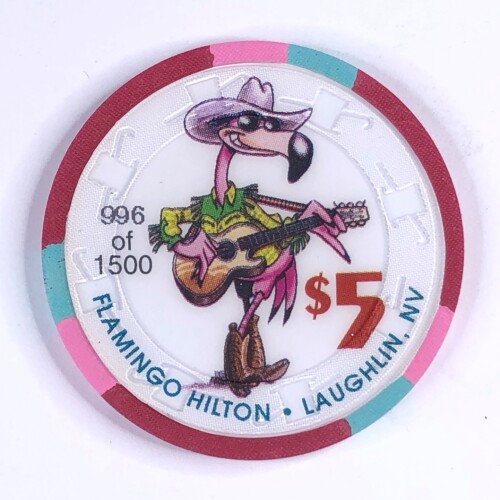 996
of
1500
$5
FLAMINGO HILTON • LAUGHLIN, NV